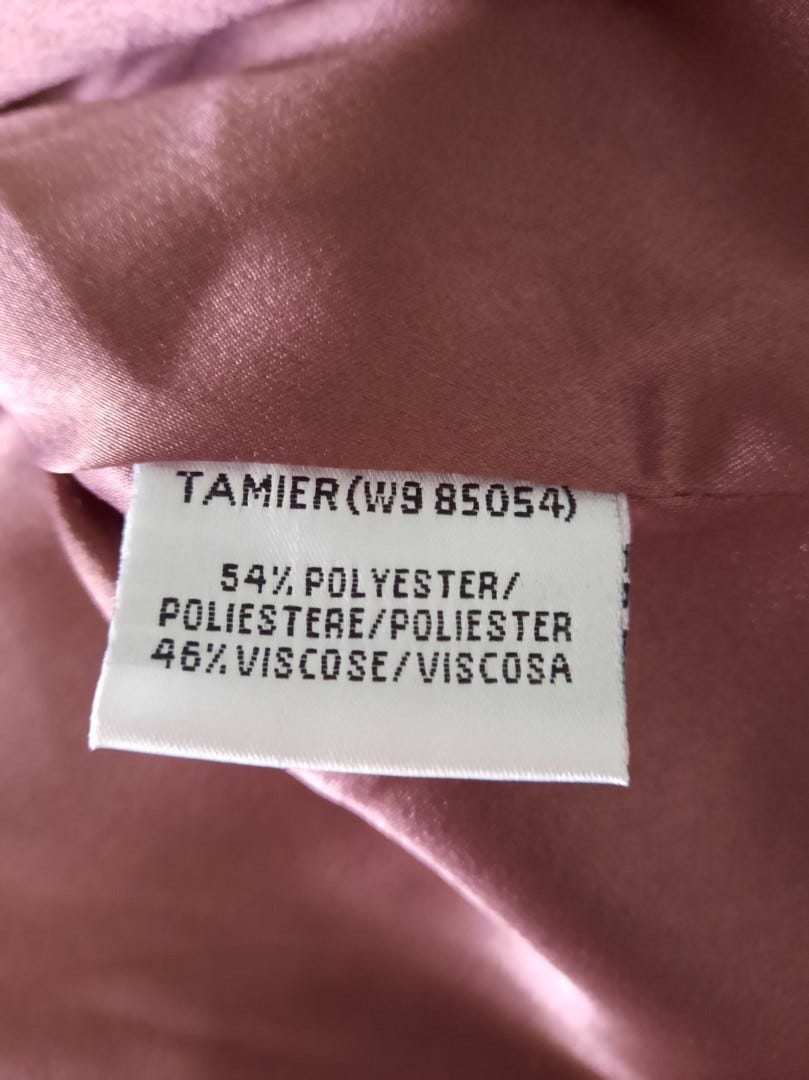 TAMIER(W9 85054)
54% POLYESTER/
POLIESTERE/POLIESTER
46% VISCOSE/VISCOSA